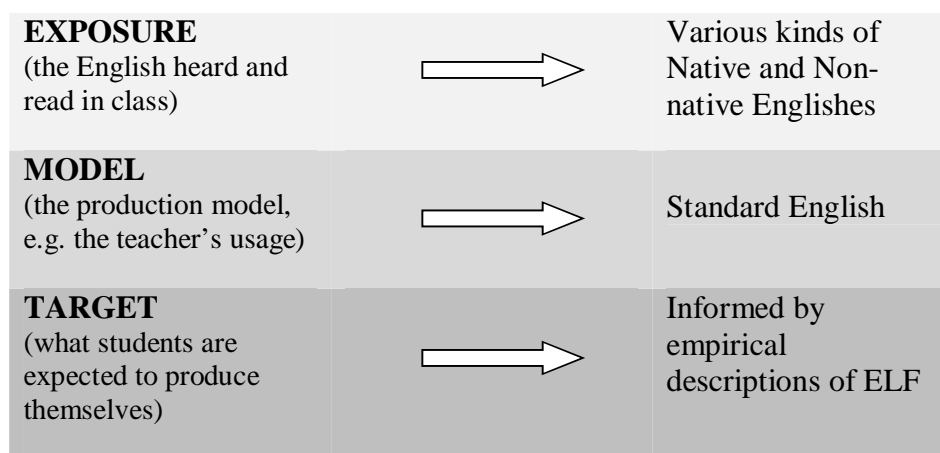 EXPOSURE
(the English heard and
read in class)
Various kinds of
Native and Non-
native Englishes
MODEL
(the production model,
e.g. the teacher’s usage)
Standard English
TARGET
(what students are
expected to produce
themselves)
Informed by
empirical
descriptions of ELF